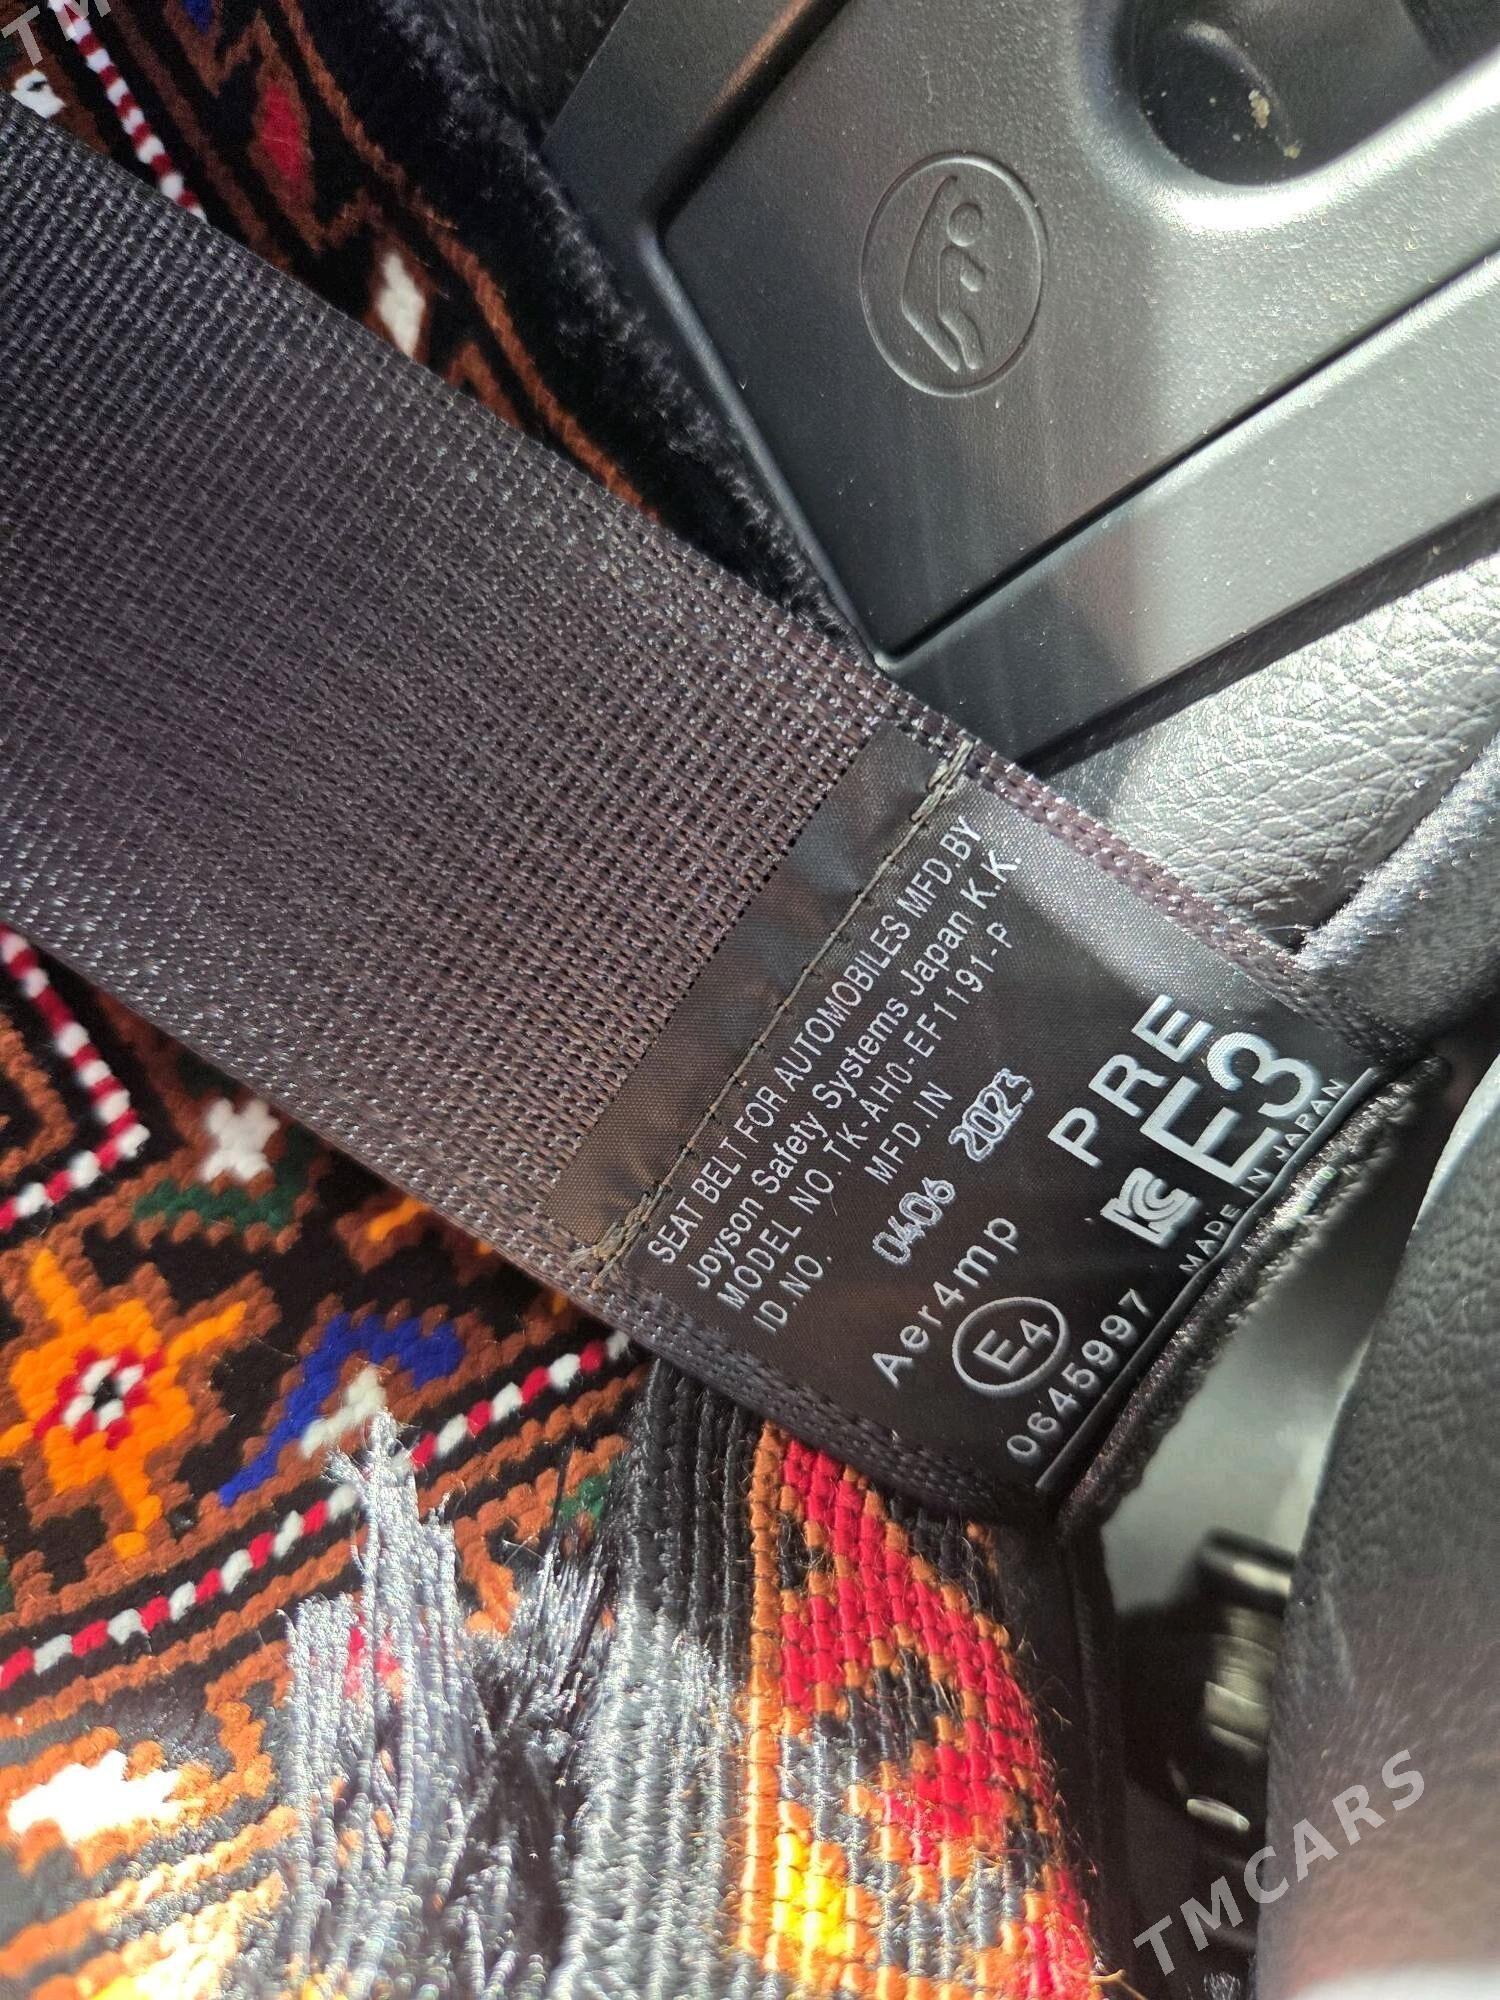 SEAT BELT FOR AUTOMOBILES MFD.BY
Joyson Safety Systems Japan K.K.
MODEL NO. TK-AH0-EF1191-P
ID.NO. MFD.IN
0406 2023
Aer4mp PRE
E4 E3
0645997 MADE IN JAPAN
TMCARS